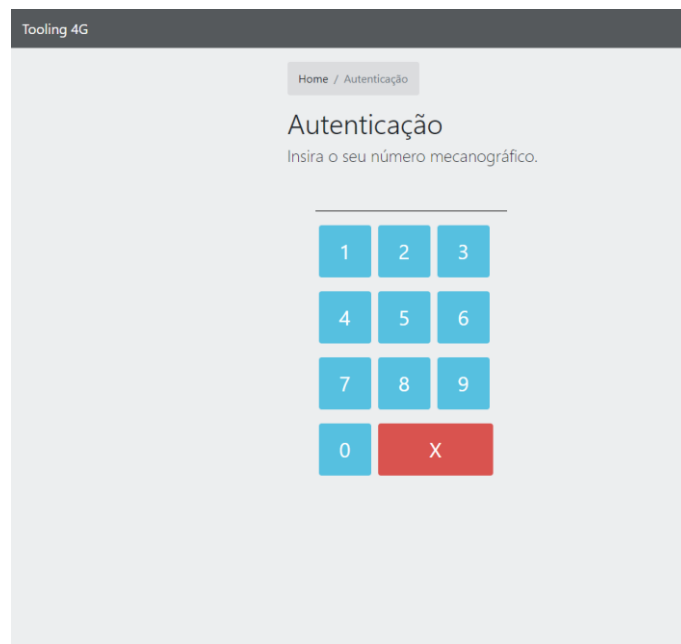 Tooling 4G
Home / Autenticação
Autenticação
Insira o seu número mecanográfico.
1 2 3
4 5 6
7 8 9
0 X